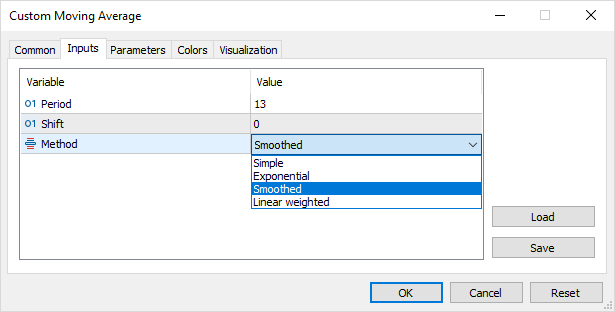 Custom Moving Average
Common Inputs Parameters Colors Visualization
Variable Value
01 Period 13
01 Shift 0
Method Smoothed
Simple
Exponential
Smoothed
Linear weighted
Load
Save
OK Cancel Reset